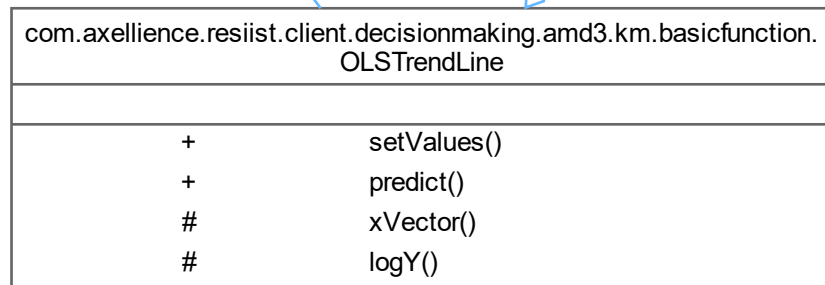 com.axellience.resiist.client.decisionmaking.amd3.km.basicfunction.
OLSTrendLine
+ setValues()
+ predict()
# xVector()
# logY()